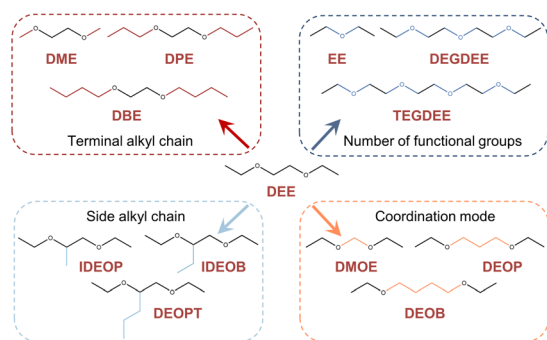 DME DPE
DBE
Terminal alkyl chain
EE DEGDEE
TEGDEE
Number of functional groups
DEE
Side alkyl chain
IDEOP IDEOB
DEOPT
Coordination mode
DMOE DEOP
DEOB